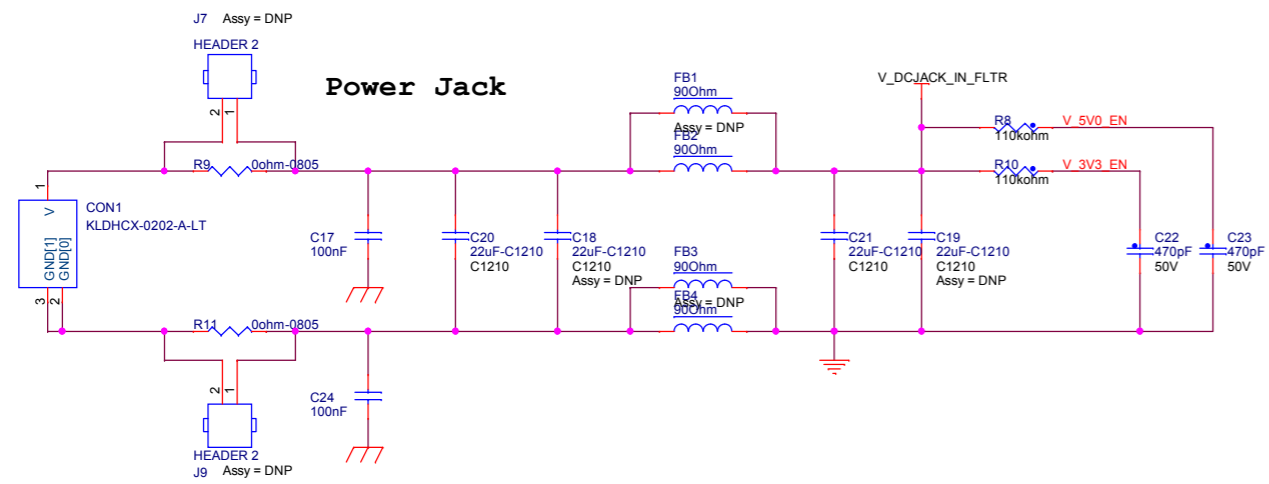 J7 Assy = DNP
HEADER 2
2
1
Power Jack
R9
0ohm-0805
1
V
GND[1]
GND[0]
3
2
CON1
KLDHCX-0202-A-LT
R11
0ohm-0805
2
1
HEADER 2
J9 Assy = DNP
C17
100nF
C24
100nF
C20
22uF-C1210
C1210
C18
22uF-C1210
C1210
Assy = DNP
FB1
90Ohm
Assy = DNP
FB2
90Ohm
FB3
90Ohm
Assy = DNP
FB4
90Ohm
C21
22uF-C1210
C1210
C19
22uF-C1210
C1210
Assy = DNP
V_DCJACK_IN_FLTR
R8
110kohm
V_5V0_EN
R10
110kohm
V_3V3_EN
C22
470pF
50V
C23
470pF
50V